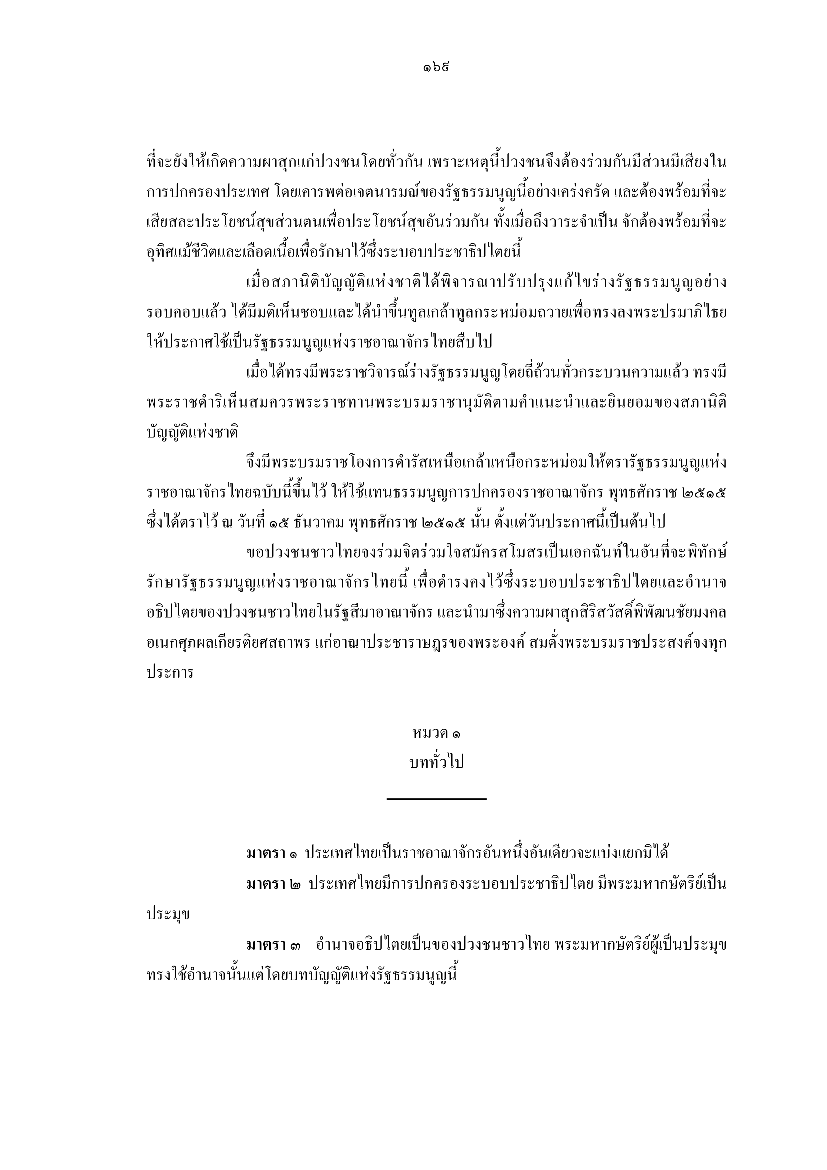 ๑๖๙
ที่จะยังให้เกิดความผาสุกแก่ปวงชนโดยทั่วกัน เพราะเหตุนี้ปวงชนจึงต้องร่วมกันมีส่วนมีเสียงใน
การปกครองประเทศ โดยเคารพต่อเจตนารมณ์ของรัฐธรรมนูญนี้อย่างเคร่งครัด และต้องพร้อมที่จะ
เสียสละประโยชน์สุขส่วนตนเพื่อประโยชน์สุขอันร่วมกัน ทั้งเมื่อถึงวาระจำเป็น จักต้องพร้อมที่จะ
อุทิศแม้ชีวิตและเลือดเนื้อเพื่อรักษาไว้ซึ่งระบอบประชาธิปไตยนี้
เมื่อสภานิติบัญญัติแห่งชาติได้พิจารณาปรับปรุงแก้ไขร่างรัฐธรรมนูญอย่าง
รอบคอบแล้ว ได้มีมติเห็นชอบและได้นำขึ้นทูลเกล้าทูลกระหม่อมถวายเพื่อทรงลงพระปรมาภิไธย
ให้ประกาศใช้เป็นรัฐธรรมนูญแห่งราชอาณาจักรไทยสืบไป
เมื่อได้ทรงมีพระราชวิจารณ์ร่างรัฐธรรมนูญโดยถี่ถ้วนทั่วกระบวนความแล้ว ทรงมี
พระราชดำริเห็นสมควรพระราชทานพระบรมราชานุมัติตามคำแนะนำและยินยอมของสภานิติ
บัญญัติแห่งชาติ
จึงมีพระบรมราชโองการดำรัสเหนือเกล้าเหนือกระหม่อมให้ตรารัฐธรรมนูญแห่ง
ราชอาณาจักรไทยฉบับนี้ขึ้นไว้ ให้ใช้แทนธรรมนูญการปกครองราชอาณาจักร พุทธศักราช ๒๕๑๕
ซึ่งได้ตราไว้ ณ วันที่ ๑๕ ธันวาคม พุทธศักราช ๒๕๑๕ นั้น ตั้งแต่วันประกาศนี้เป็นต้นไป
ขอปวงชนชาวไทยจงร่วมจิตร่วมใจสมัครสโมสรเป็นเอกฉันท์ในอันที่จะพิทักษ์
รักษารัฐธรรมนูญแห่งราชอาณาจักรไทยนี้ เพื่อดำรงคงไว้ซึ่งระบอบประชาธิปไตยและอำนาจ
อธิปไตยของปวงชนชาวไทยในรัฐสีมาอาณาจักร และนำมาซึ่งความผาสุกสิริสวัสดิ์พิพัฒนชัยมงคล
อเนกศุภผลเกียรติยศสถาพร แก่อาณาประชาราษฎรของพระองค์ สมดั่งพระบรมราชประสงค์จงทุก
ประการ
หมวด ๑
บททั่วไป
มาตรา ๑ ประเทศไทยเป็นราชอาณาจักรอันหนึ่งอันเดียวจะแบ่งแยกมิได้
มาตรา ๒ ประเทศไทยมีการปกครองระบอบประชาธิปไตย มีพระมหากษัตริย์เป็น
ประมุข
มาตรา ๓ อำนาจอธิปไตยเป็นของปวงชนชาวไทย พระมหากษัตริย์ผู้เป็นประมุข
ทรงใช้อำนาจนั้นแต่โดยบทบัญญัติแห่งรัฐธรรมนูญนี้